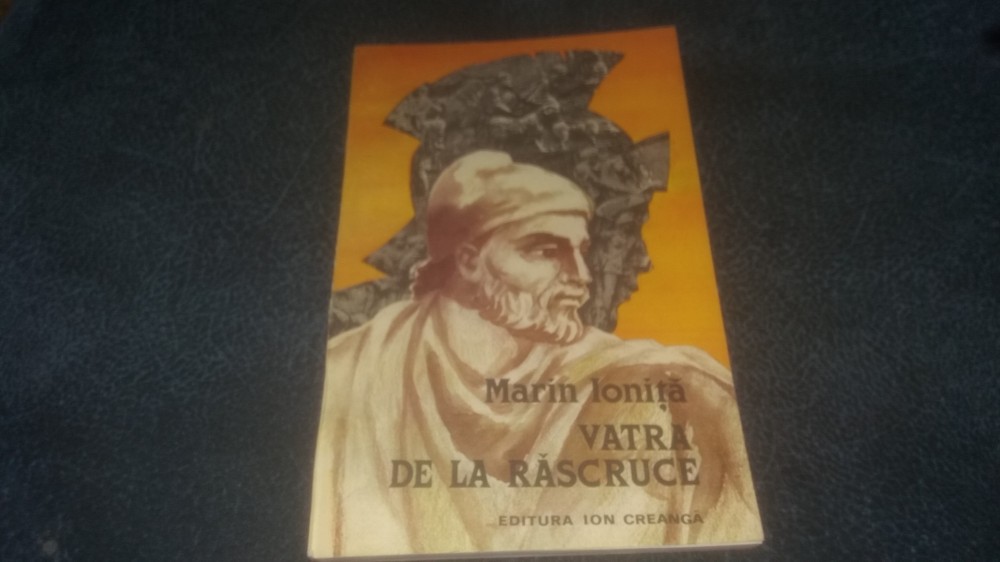 Marin Ioniță
VATRA
DE LA RĂSCRUCE
EDITURA ION CREANGĂ